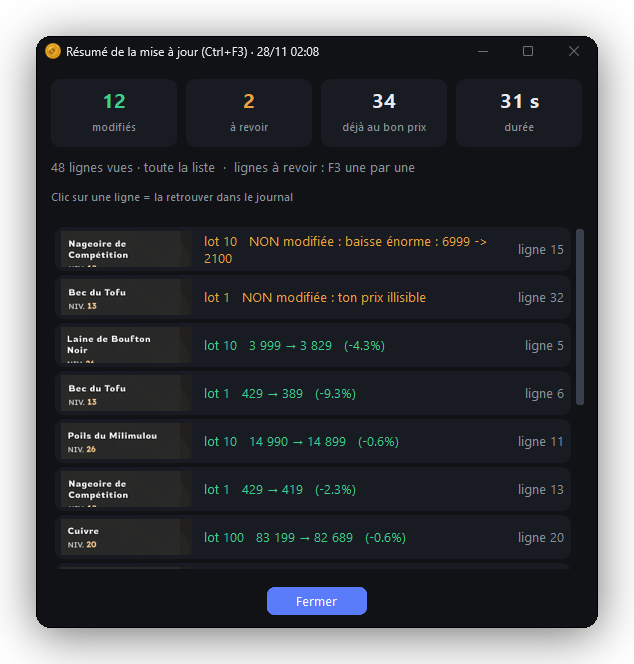 Résumé de la mise à jour (Ctrl+F3) · 28/11 02:08
12
modifiés
2
à revoir
34
déjà au bon prix
31 s
durée
48 lignes vues · toute la liste · lignes à revoir : F3 une par une
Clic sur une ligne = la retrouver dans le journal
Nageoire de
Compétition
lot 10 NON modifiée : baisse énorme : 6999 ->
2100
ligne 15
Bec du Tofu
NIV. 13
lot 1 NON modifiée : ton prix illisible
ligne 32
Laine de Boufton
Noir
lot 10 3 999 → 3 829 (-4.3%)
ligne 5
Bec du Tofu
NIV. 13
lot 1 429 → 389 (-9.3%)
ligne 6
Poils du Milimulou
NIV. 26
lot 10 14 990 → 14 899 (-0.6%)
ligne 11
Nageoire de
Compétition
lot 1 429 → 419 (-2.3%)
ligne 13
Cuivre
NIV. 20
lot 100 83 199 → 82 689 (-0.6%)
ligne 20
Fermer